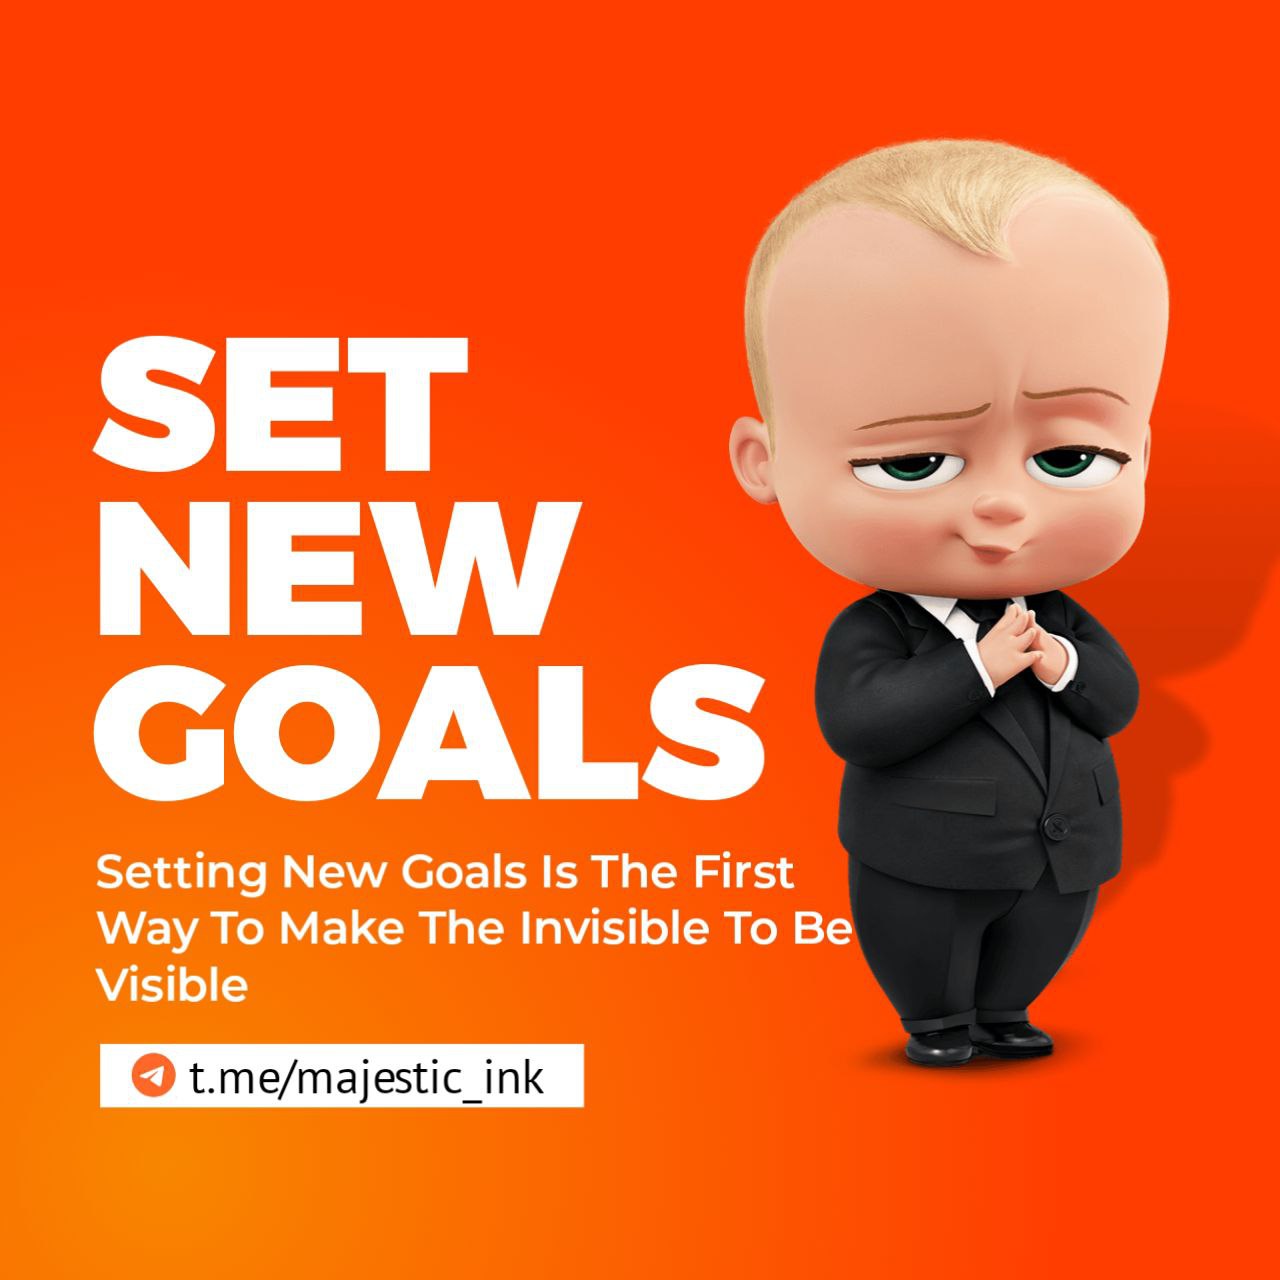 SET
NEW
GOALS
Setting New Goals Is The First
Way To Make The Invisible To Be
Visible
t.me/majestic_ink